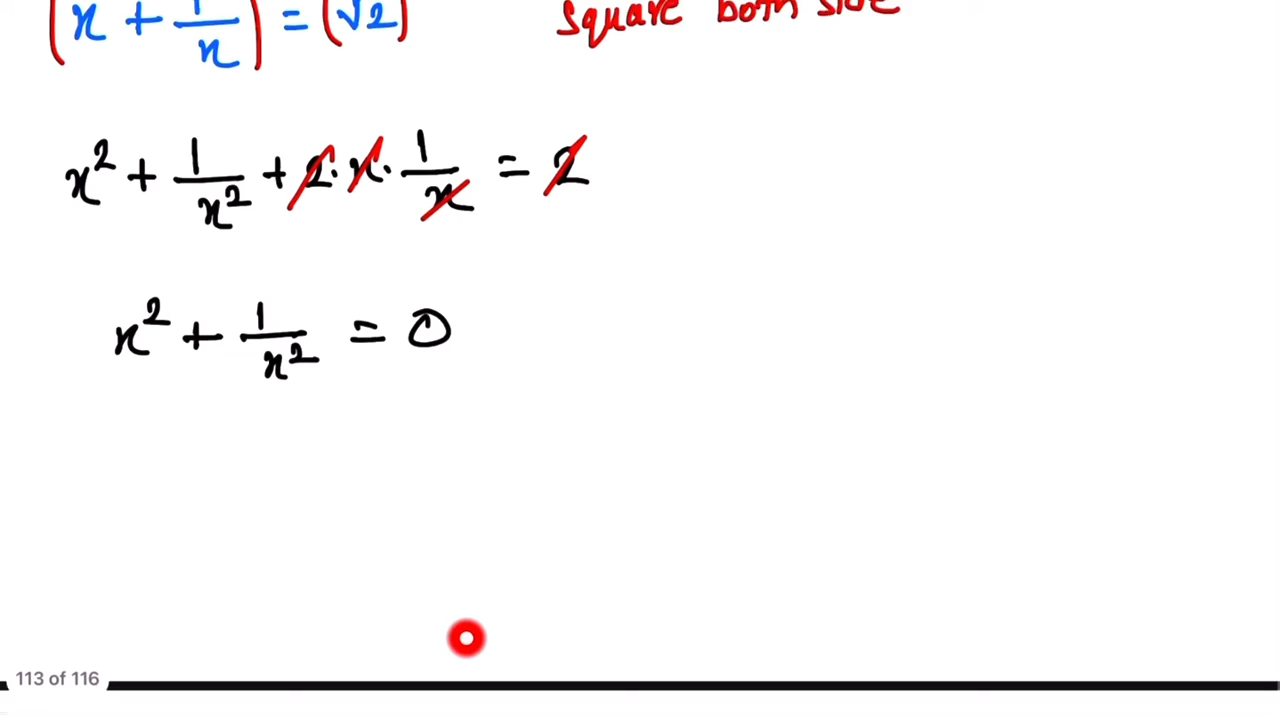 (x + 1/x) = (√2) Square both side
x² + 1/x² + 2·x·1/x = 2
x² + 1/x² = 0
113 of 116